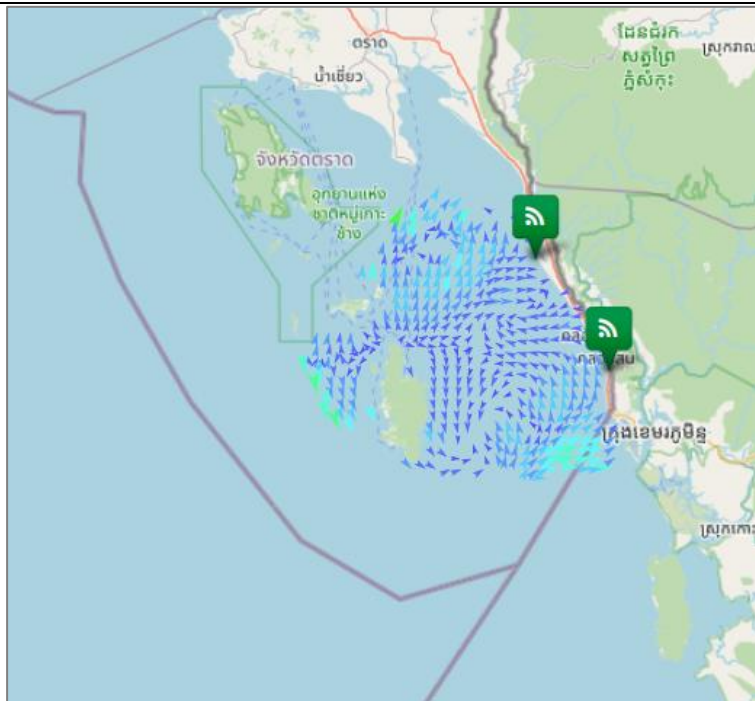 ตราด
น้ำเชี่ยว
จังหวัดตราด
อุทยานแห่ง
ชาติหมู่เกาะ
ช้าง
ដែនជំរក
សត្វព្រៃ
ភ្នំសំកុះ
ក្រុងខេមរភូមិន្ទ